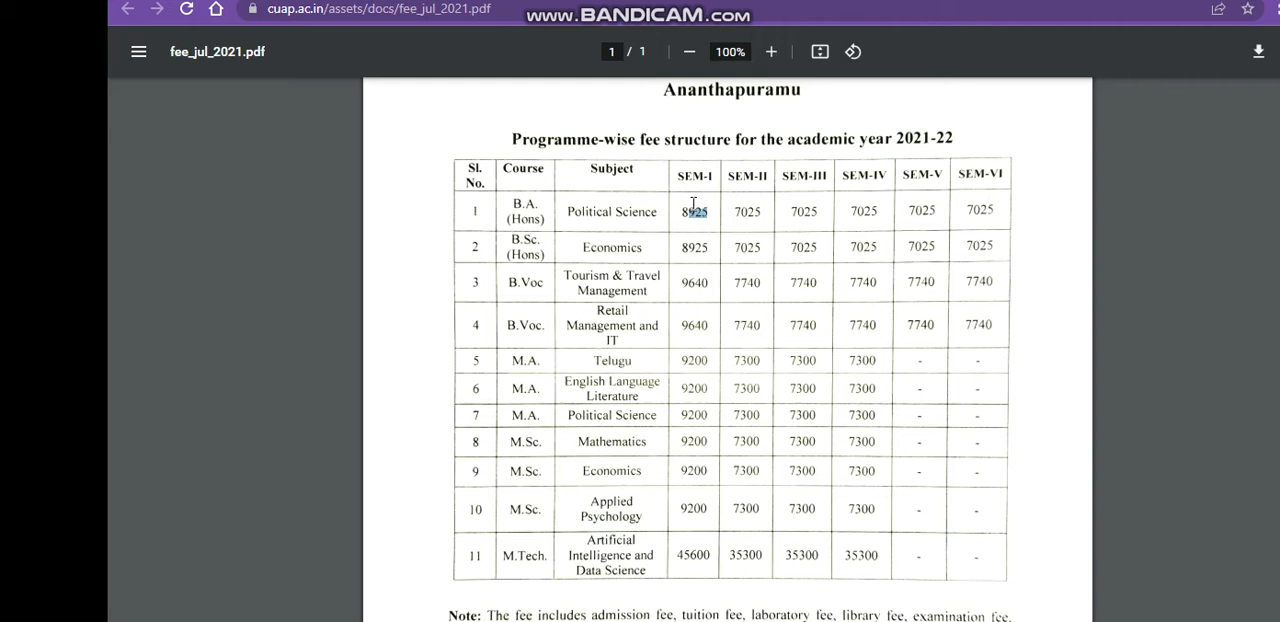 cuap.ac.in/assets/docs/fee_jul_2021.pdf
www.BANDICAM.com
fee_jul_2021.pdf 1 / 1 100%
Ananthapuramu
Programme-wise fee structure for the academic year 2021-22
Sl. No. Course Subject SEM-I SEM-II SEM-III SEM-IV SEM-V SEM-VI
1 B.A. (Hons) Political Science 8925 7025 7025 7025 7025 7025
2 B.Sc. (Hons) Economics 8925 7025 7025 7025 7025 7025
3 B.Voc Tourism & Travel Management 9640 7740 7740 7740 7740 7740
4 B.Voc. Retail Management and IT 9640 7740 7740 7740 7740 7740
5 M.A. Telugu 9200 7300 7300 7300 - -
6 M.A. English Language Literature 9200 7300 7300 7300 - -
7 M.A. Political Science 9200 7300 7300 7300 - -
8 M.Sc. Mathematics 9200 7300 7300 7300 - -
9 M.Sc. Economics 9200 7300 7300 7300 - -
10 M.Sc. Applied Psychology 9200 7300 7300 7300 - -
11 M.Tech. Artificial Intelligence and Data Science 45600 35300 35300 35300 - -
Note: The fee includes admission fee, tuition fee, laboratory fee, library fee, examination fee,